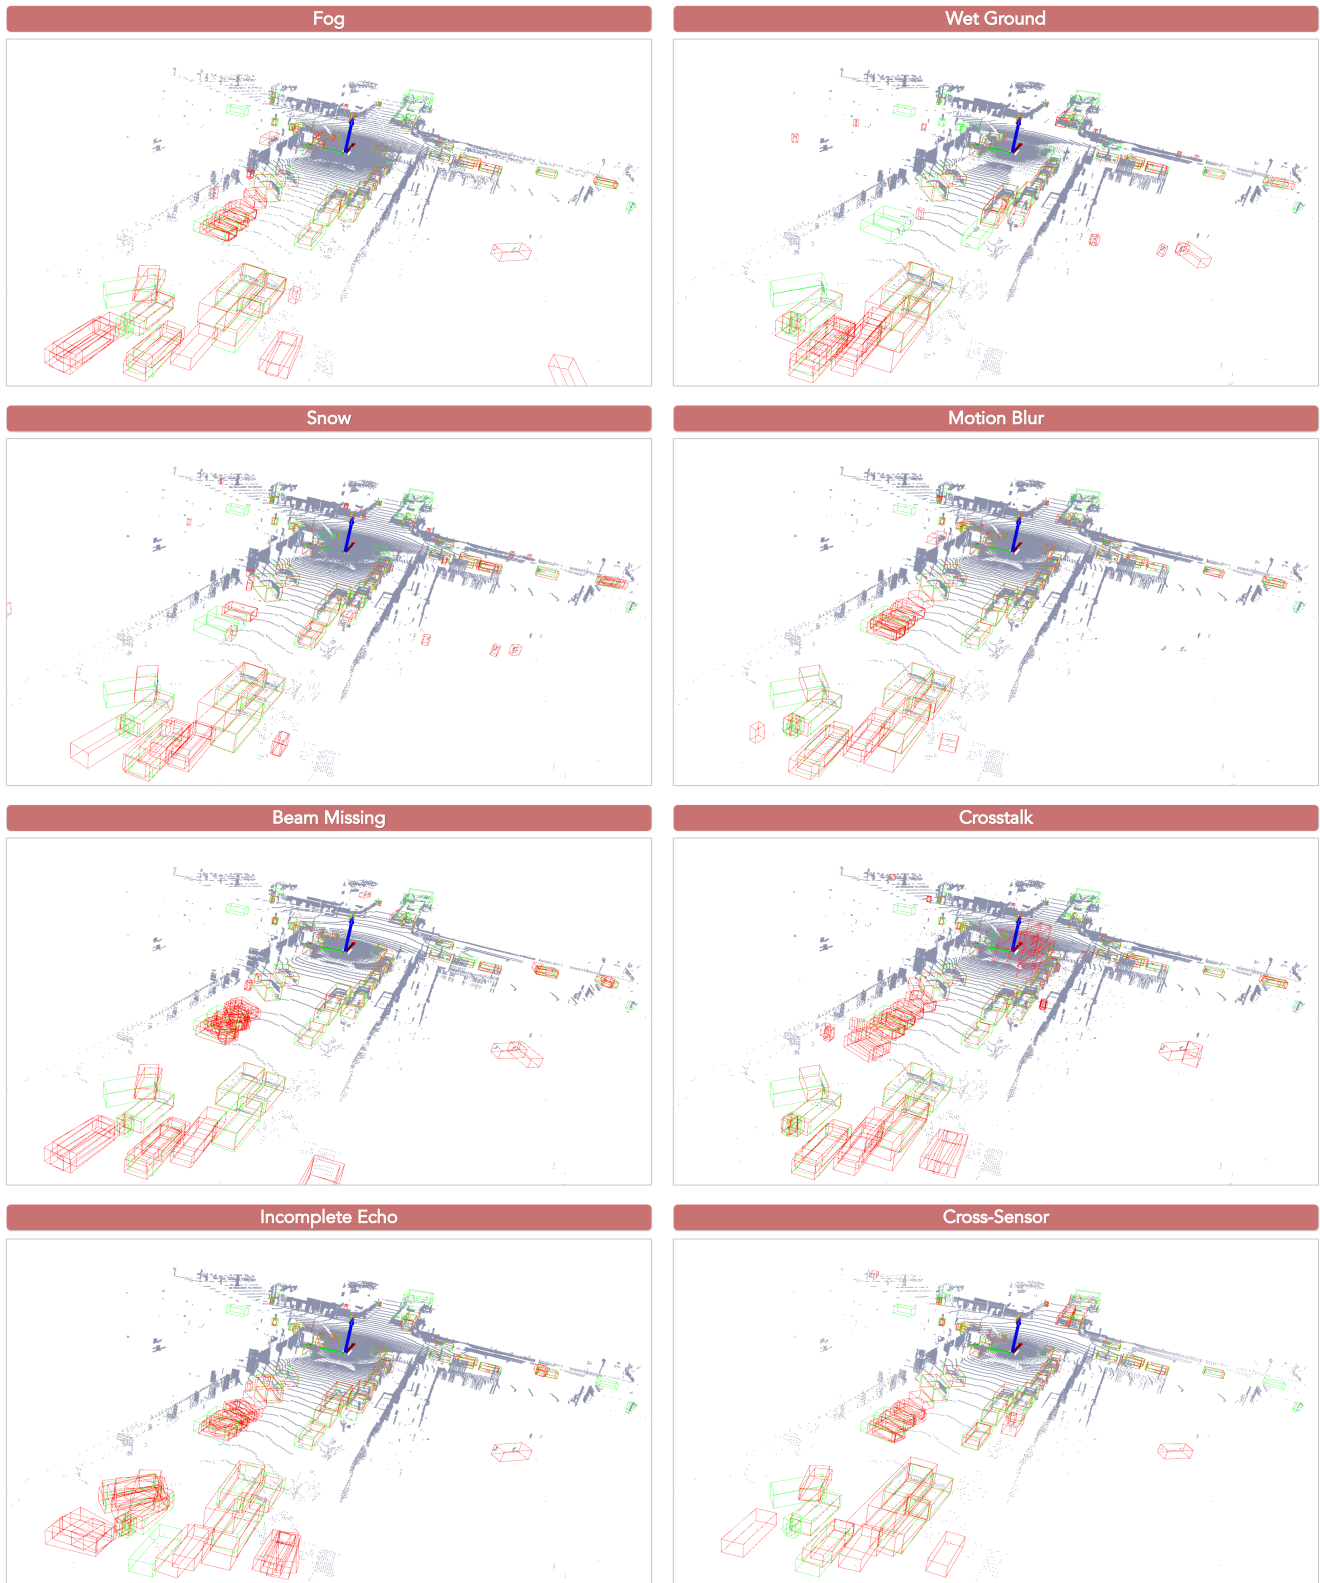 Fog
Wet Ground
Snow
Motion Blur
Beam Missing
Crosstalk
Incomplete Echo
Cross-Sensor